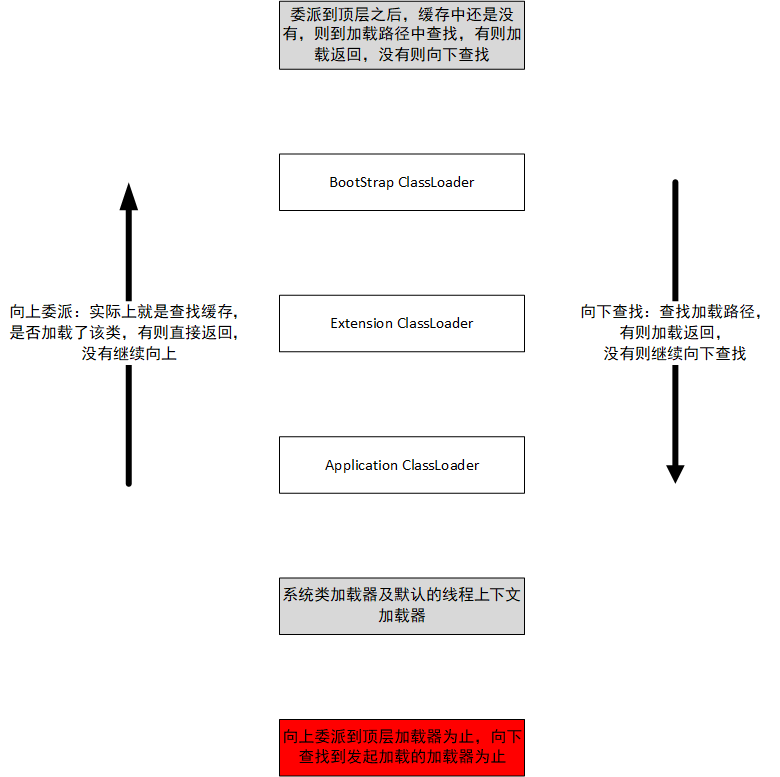 委派到顶层之后，缓存中还是没
有，则到加载路径中查找，有则加
载返回，没有则向下查找
BootStrap ClassLoader
向上委派：实际上就是查找缓存，
是否加载了该类，有则直接返回，
没有继续向上
Extension ClassLoader
向下查找：查找加载路径，
有则加载返回，
没有则继续向下查找
Application ClassLoader
系统类加载器及默认的线程上下文
加载器
向上委派到顶层加载器为止，向下
查找到发起加载的加载器为止